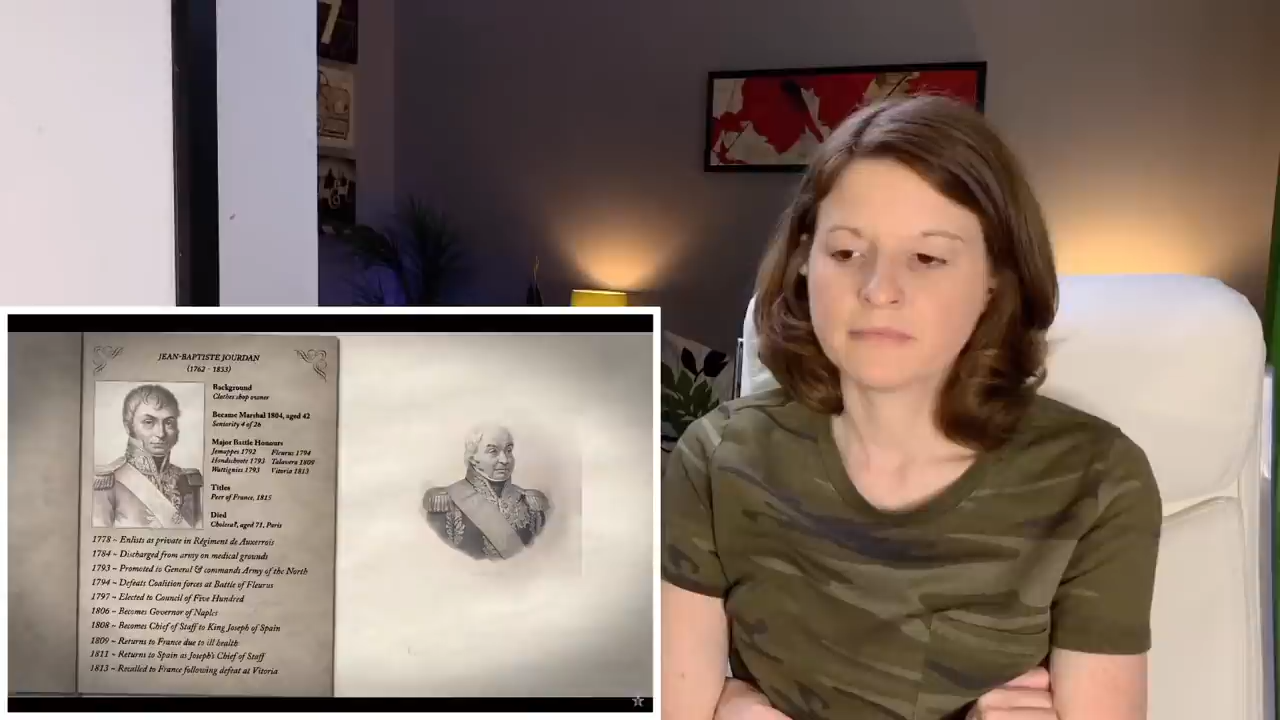 JEAN-BAPTISTE JOURDAN
(1762 - 1833)
Background
Clothes shop owner
Became Marshal 1804, aged 42
Seniority 4 of 26
Major Battle Honours
Jemappes 1792 Fleurus 1794
Hondschoote 1793 Talavera 1809
Wattignies 1793 Vitoria 1813
Titles
Peer of France, 1815
Died
Cholera?, aged 71, Paris
1778 ~ Enlists as private in Régiment de Auxerrois
1784 ~ Discharged from army on medical grounds
1793 ~ Promoted to General & commands Army of the North
1794 ~ Defeats Coalition forces at Battle of Fleurus
1797 ~ Elected to Council of Five Hundred
1806 ~ Becomes Governor of Naples
1808 ~ Becomes Chief of Staff to King Joseph of Spain
1809 ~ Returns to France due to ill health
1811 ~ Returns to Spain as Joseph's Chief of Staff
1813 ~ Recalled to France following defeat at Vitoria